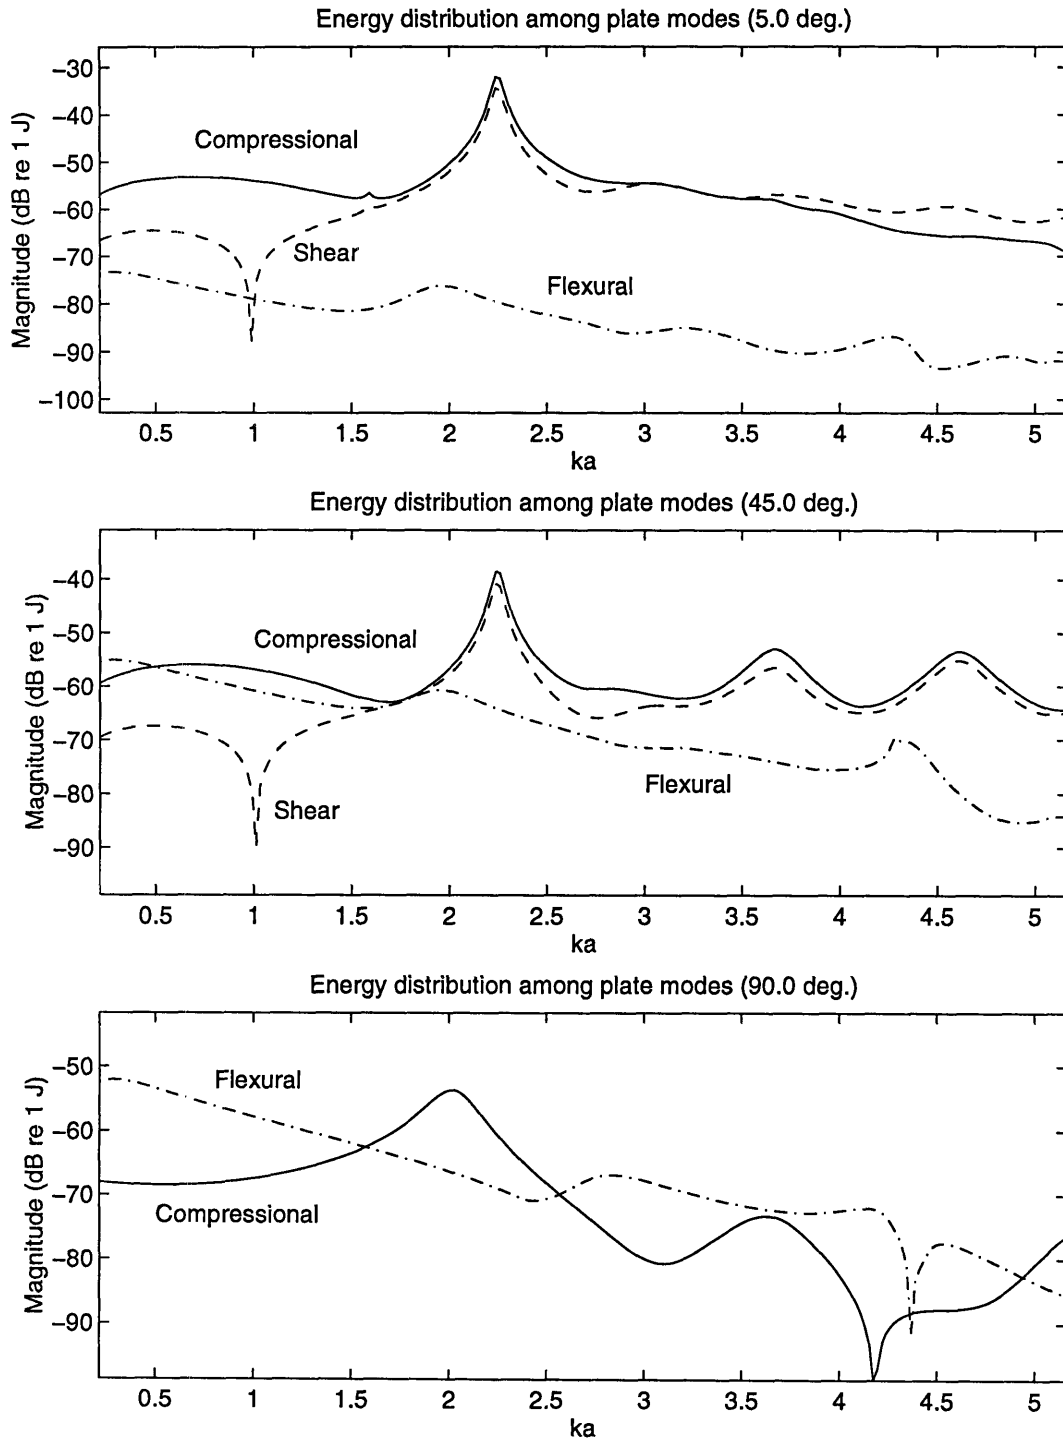 Energy distribution among plate modes (5.0 deg.)
Magnitude (dB re 1 J)
−30
−40
−50
−60
−70
−80
−90
−100
Compressional
Shear
Flexural
0.5 1 1.5 2 2.5 3 3.5 4 4.5 5
ka
Energy distribution among plate modes (45.0 deg.)
Magnitude (dB re 1 J)
−40
−50
−60
−70
−80
−90
Compressional
Shear
Flexural
0.5 1 1.5 2 2.5 3 3.5 4 4.5 5
ka
Energy distribution among plate modes (90.0 deg.)
Magnitude (dB re 1 J)
−50
−60
−70
−80
−90
Flexural
Compressional
0.5 1 1.5 2 2.5 3 3.5 4 4.5 5
ka